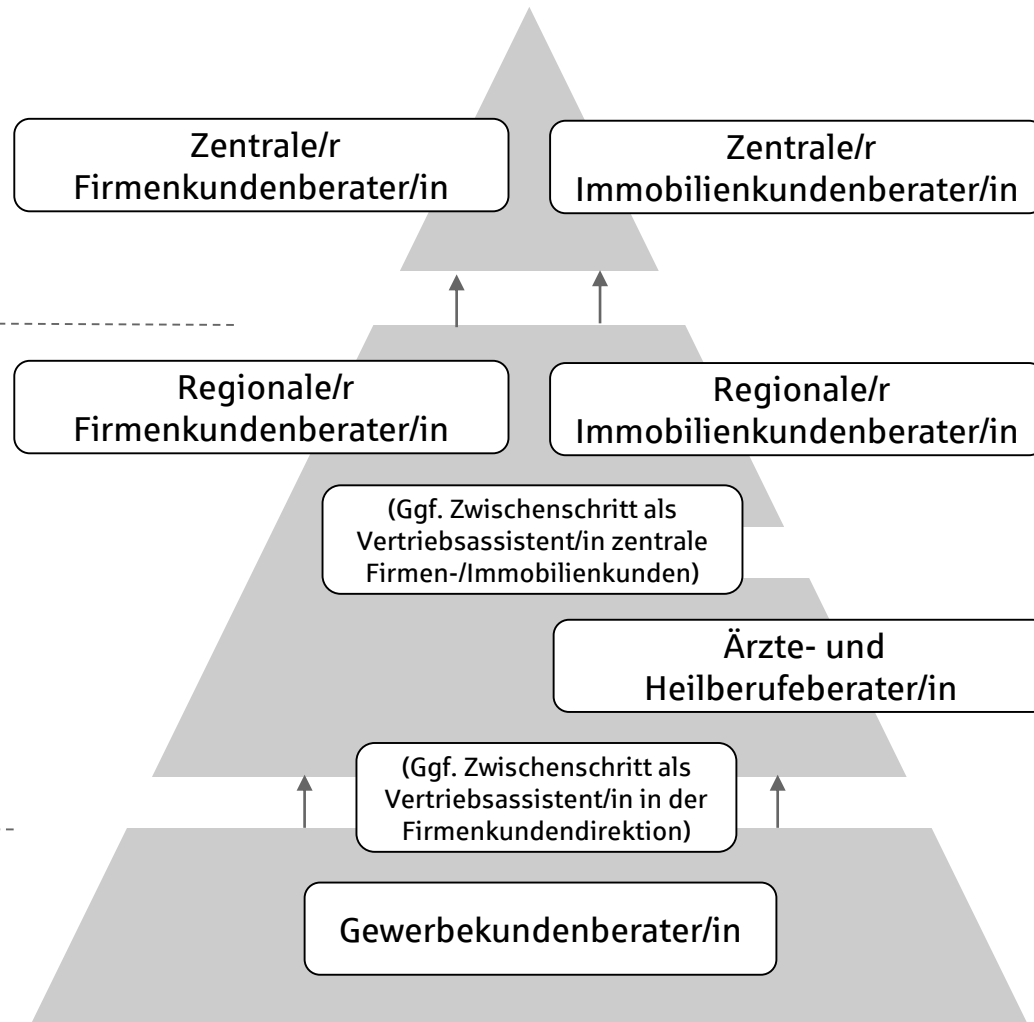 Zentrale/r
Firmenkundenberater/in
Zentrale/r
Immobilienkundenberater/in
Regionale/r
Firmenkundenberater/in
Regionale/r
Immobilienkundenberater/in
(Ggf. Zwischenschritt als
Vertriebsassistent/in zentrale
Firmen-/Immobilienkunden)
Ärzte- und
Heilberufeberater/in
(Ggf. Zwischenschritt als
Vertriebsassistent/in in der
Firmenkundendirektion)
Gewerbekundenberater/in